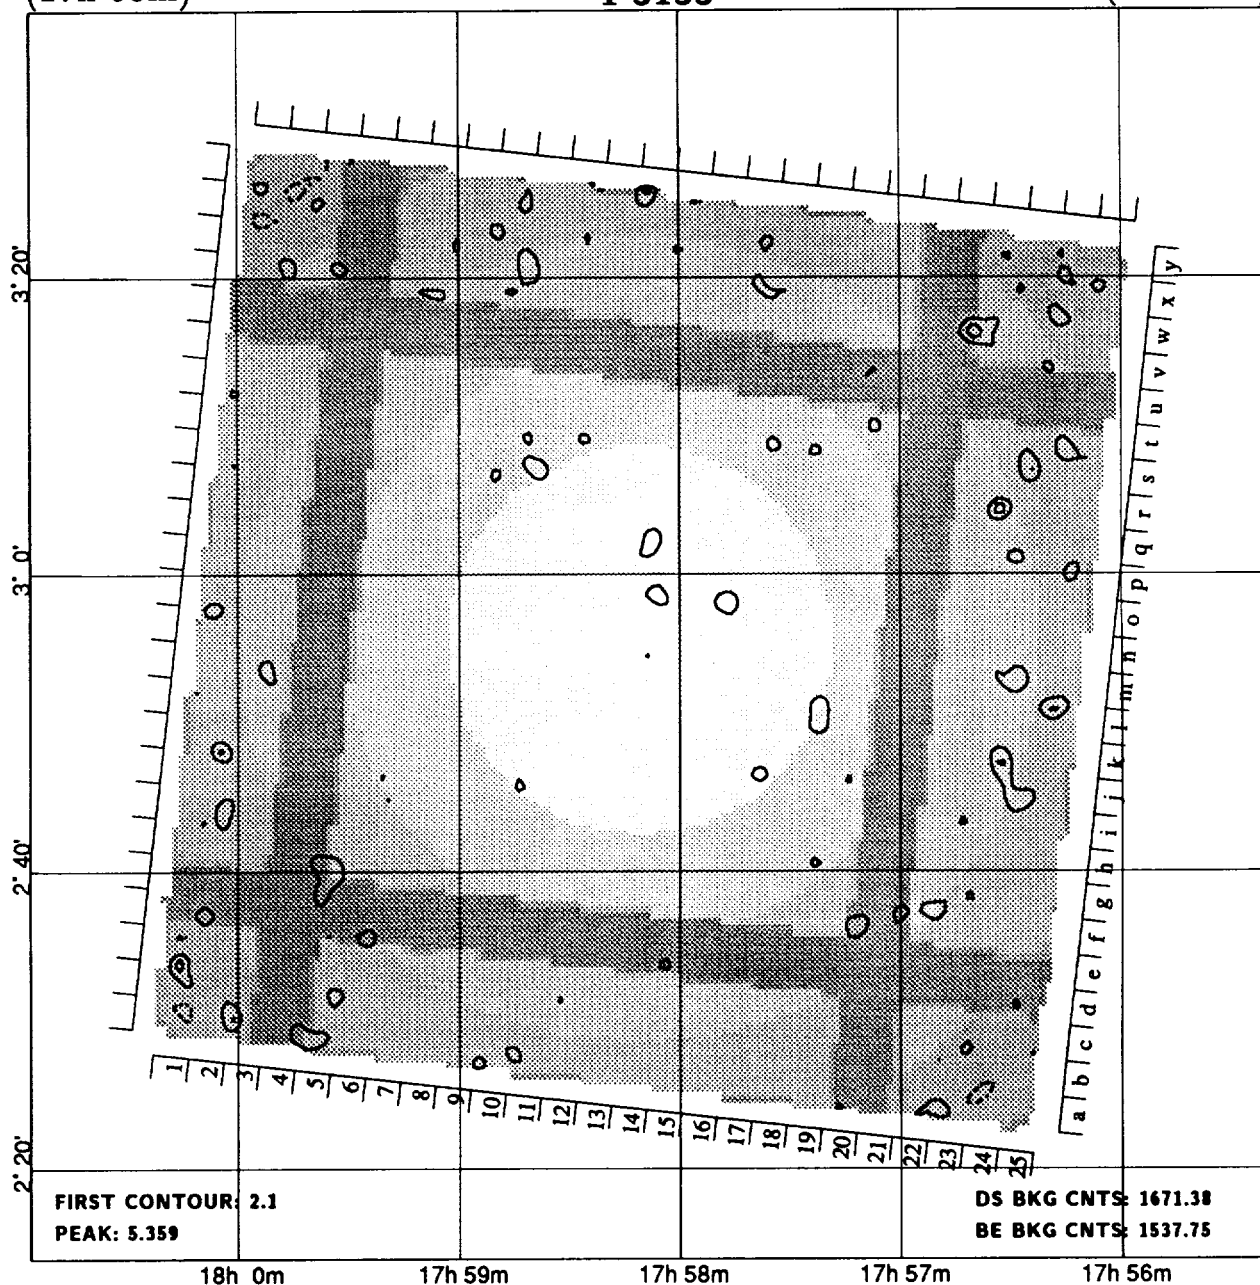 3° 20'
y
x
w
v
u
t
s
r
q
p
o
n
m
l
k
j
i
h
g
f
e
d
c
b
a
3° 0'
2° 40'
2° 20'
1 2 3 4 5 6 7 8 9 10 11 12 13 14 15 16 17 18 19 20 21 22 23 24 25
FIRST CONTOUR: 2.1
PEAK: 5.359
DS BKG CNTS: 1671.38
BE BKG CNTS: 1537.75
18h 0m 17h 59m 17h 58m 17h 57m 17h 56m